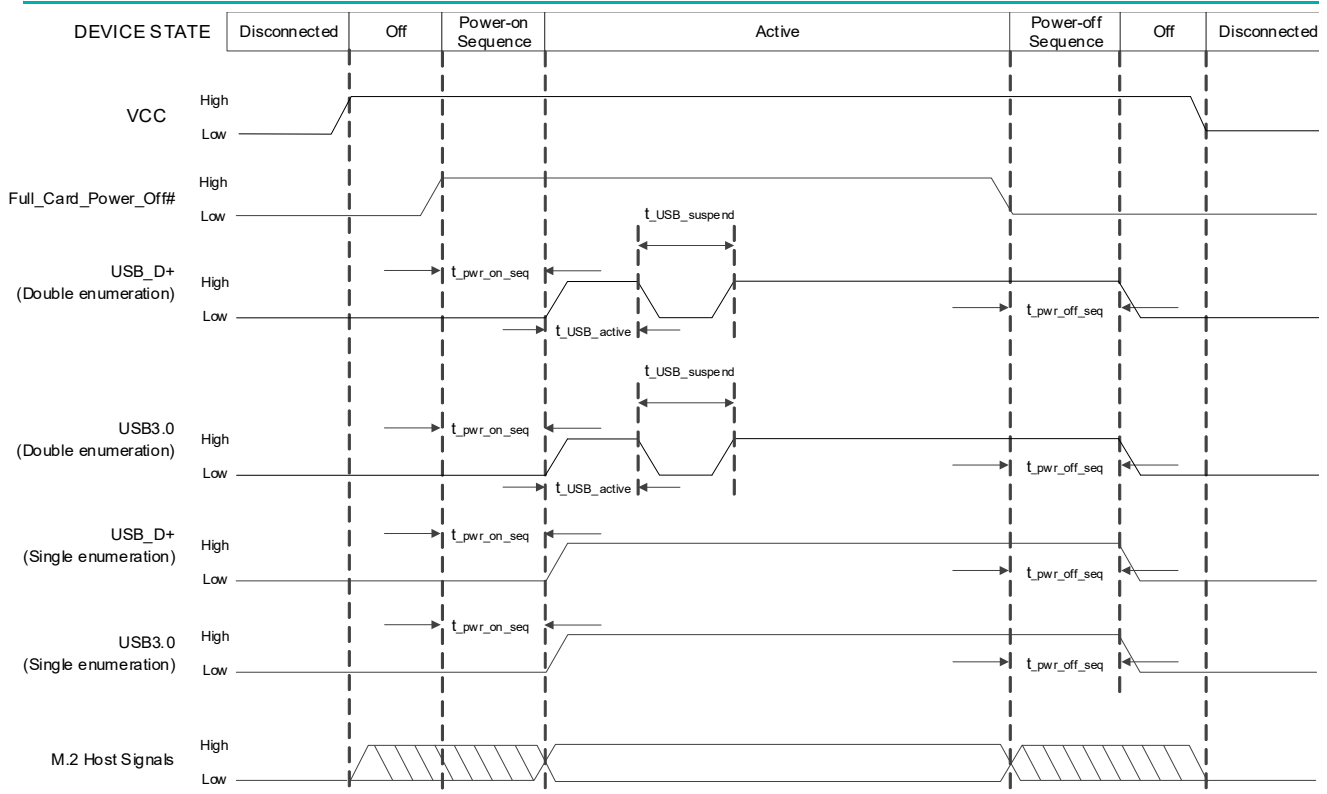 DEVICE STATE Disconnected Off Power-on Sequence Active Power-off Sequence Off Disconnected
VCC
High
Low
Full_Card_Power_Off#
High
Low
t_USB_suspend
USB_D+
(Double enumeration)
High
Low
t_pwr_on_seq
t_USB_active
t_pwr_off_seq
t_USB_suspend
USB3.0
(Double enumeration)
High
Low
t_pwr_on_seq
t_USB_active
t_pwr_off_seq
USB_D+
(Single enumeration)
High
Low
t_pwr_on_seq
t_pwr_off_seq
USB3.0
(Single enumeration)
High
Low
t_pwr_on_seq
t_pwr_off_seq
M.2 Host Signals
High
Low